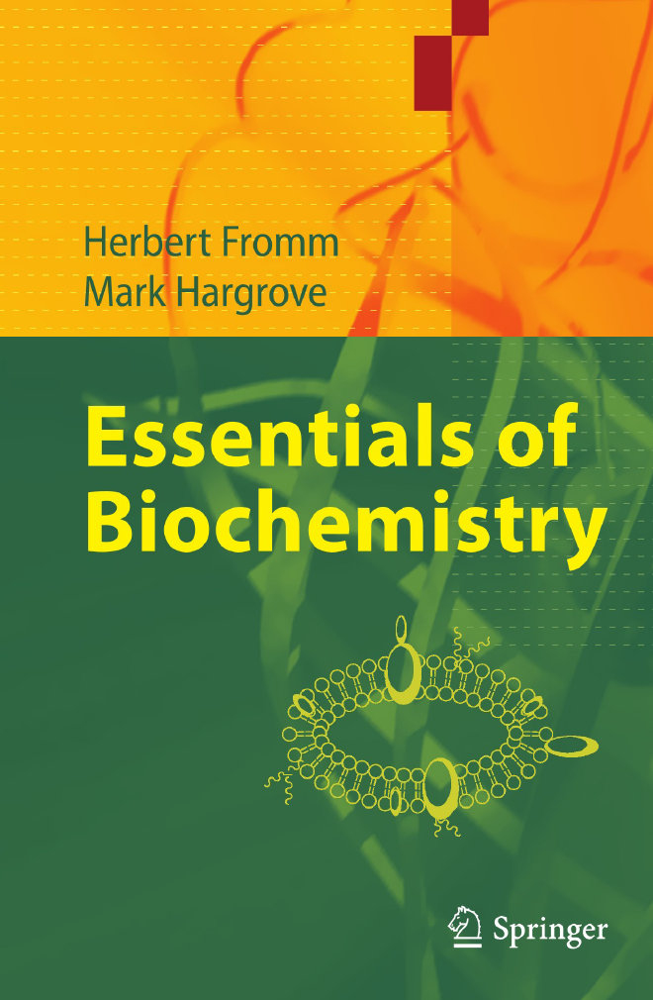 Herbert Fromm
Mark Hargrove
Essentials of
Biochemistry
Springer